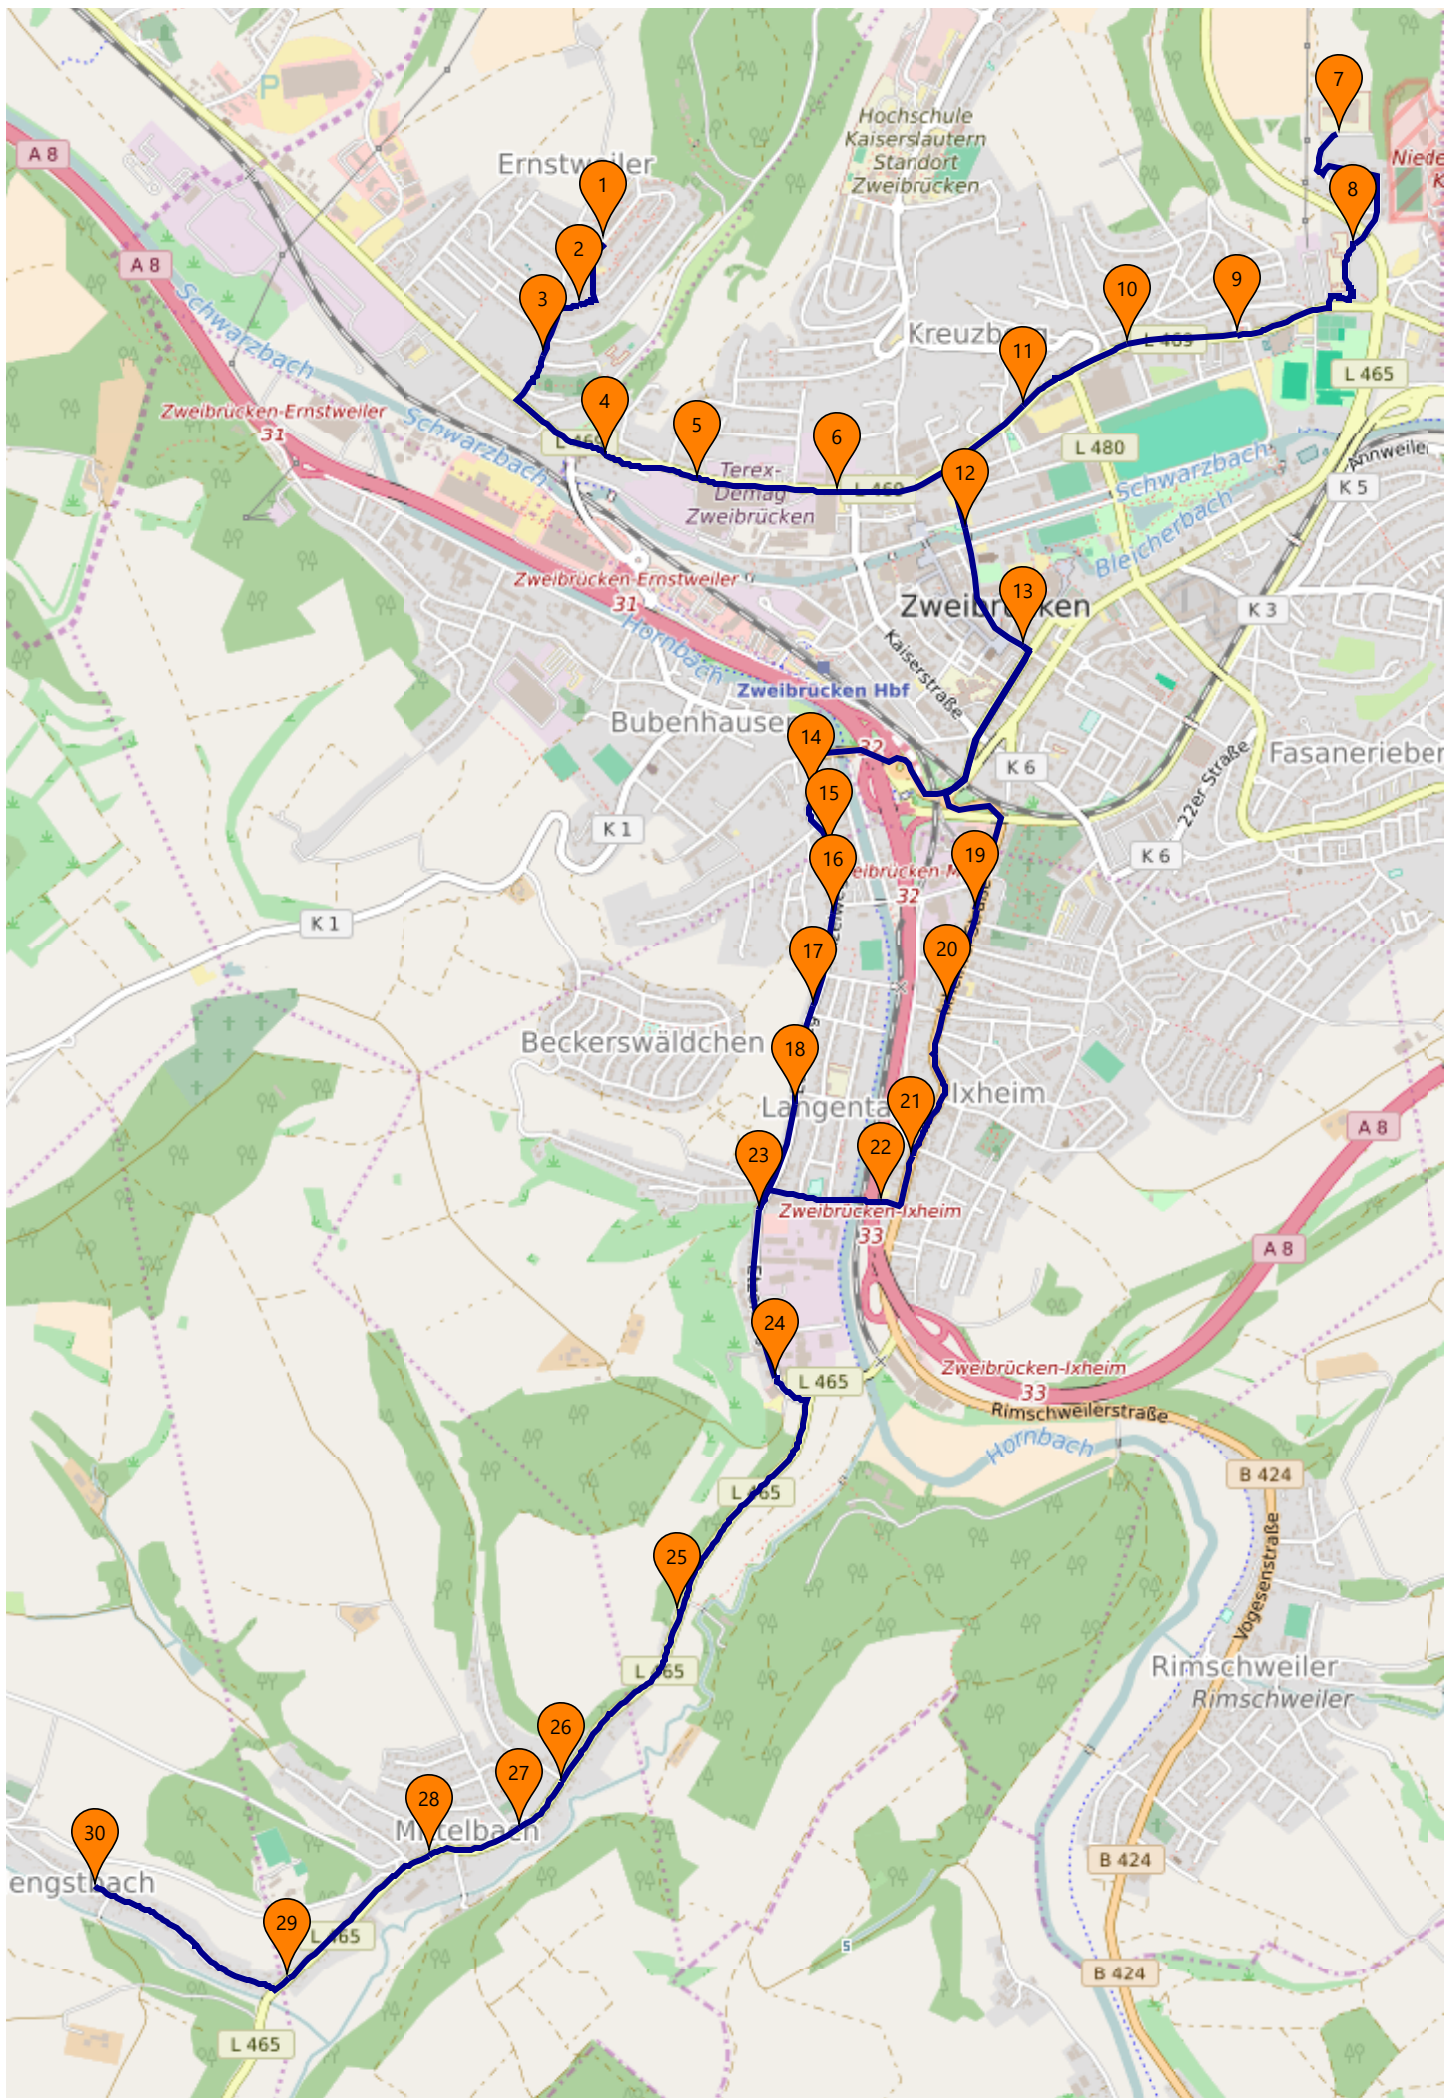 7
Hochschule
Kaiserslautern
Standort
Zweibrücken
P
A 8
Ernstweiler
1
8
2
A 8
3
9
10
Schwarzbach
Kreuzberg
L 469
11
L 465
Zweibrücken-Ernstweiler
31
4
5
6
L 469
Schwarzbach
L 480
Terex-
Demag
Zweibrücken
L 469
12
Schwarzbach
Annweile
K 5
Bleicherbach
Zweibrücken-Ernstweiler
31
13
Zweibrücken
K 3
Hornbach
Kaiserstraße
Zweibrücken Hbf
Bubenhausen
14
32
K 6
22er Straße
Fasanerieber
15
K 1
16
19
K 6
32
K 1
17
20
Beckerswäldchen
18
Langenta
21
Ixheim
A 8
22
23
Zweibrücken-Ixheim
33
A 8
24
L 465
Zweibrücken-Ixheim
33
Rimschweilerstraße
Hornbach
B 424
L 465
25
Vogesenstraße
L 465
Rimschweiler
Rimschweiler
26
27
28
Mittelbach
30
engstbach
B 424
29
L 465
S
B 424
L 465